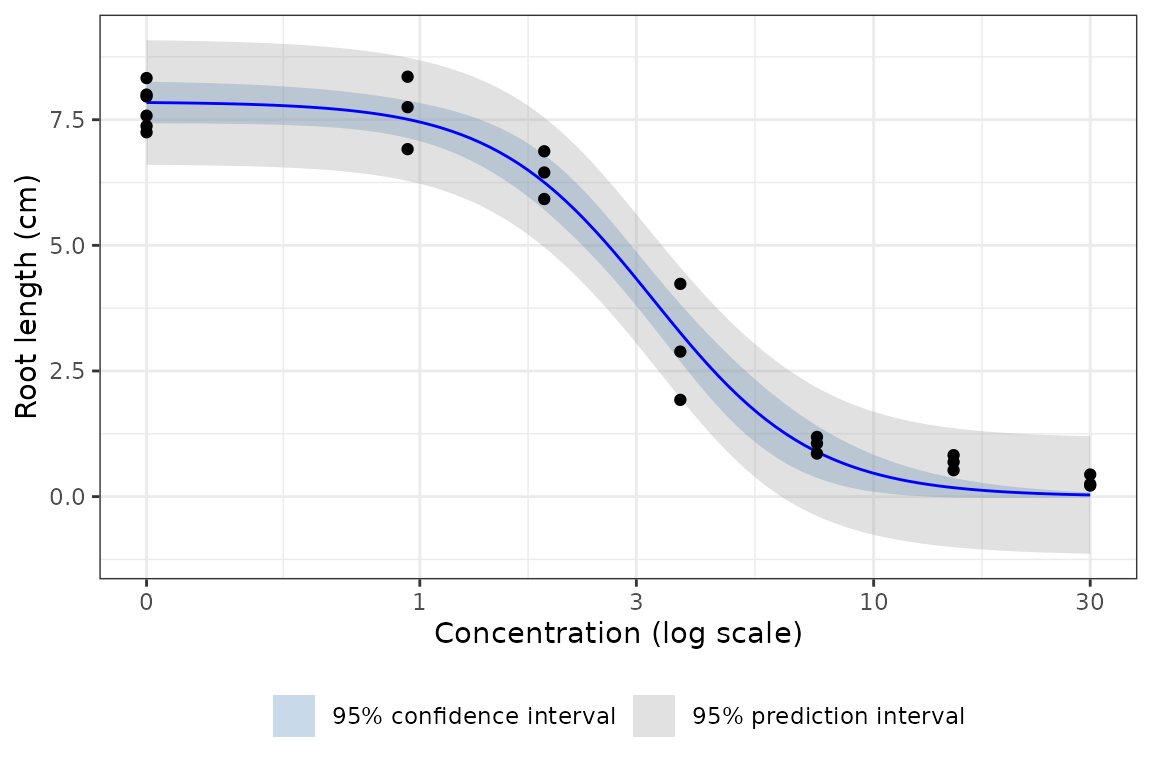 Root length (cm)
7.5
5.0
2.5
0.0
0 1 3 10 30
Concentration (log scale)
95% confidence interval 95% prediction interval